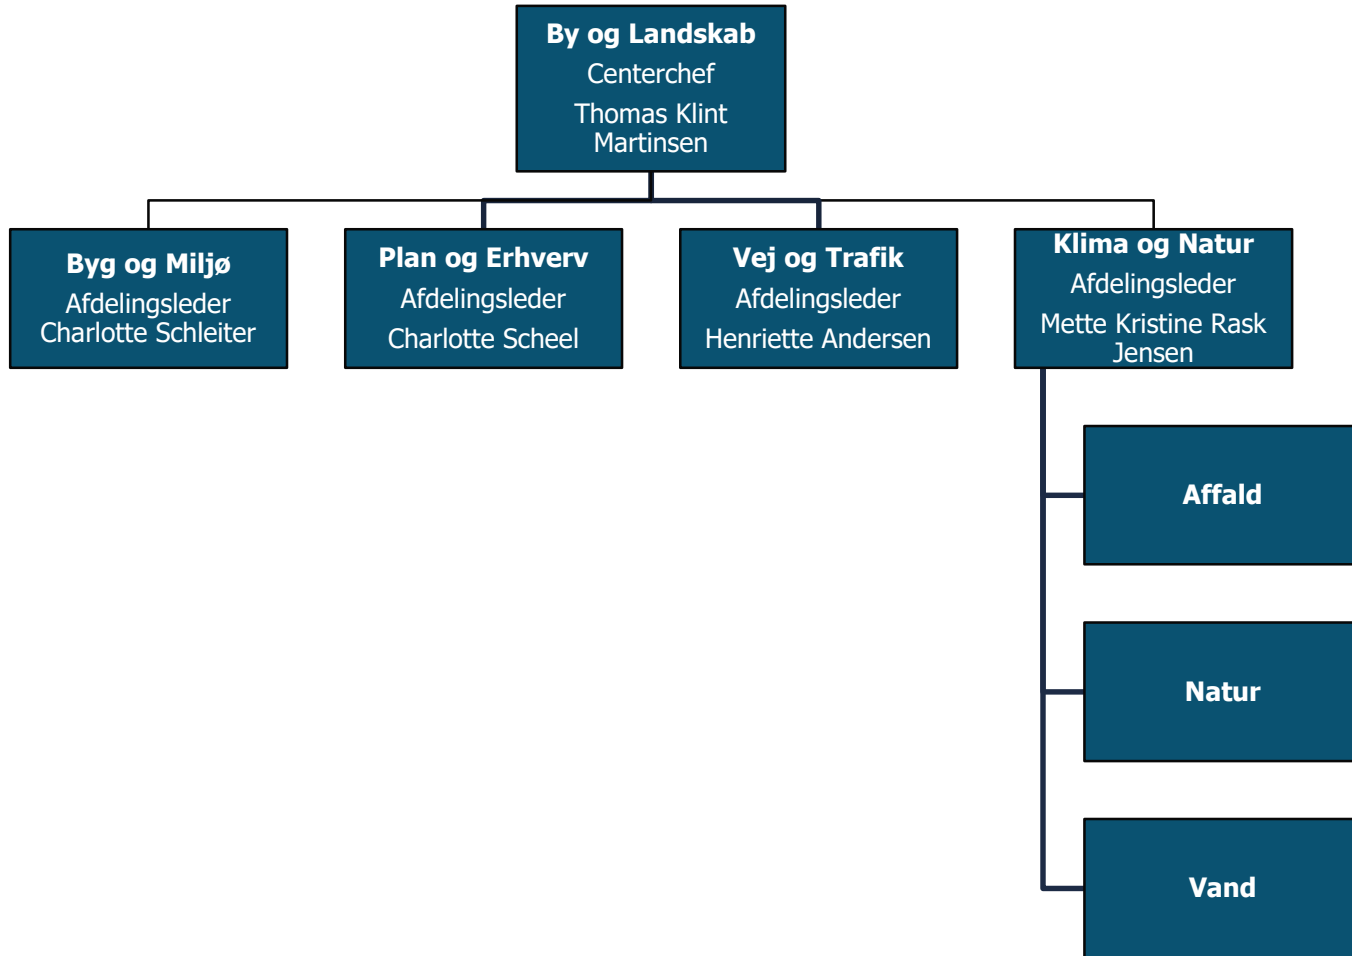 By og Landskab
Centerchef
Thomas Klint
Martinsen
Byg og Miljø
Afdelingsleder
Charlotte Schleiter
Plan og Erhverv
Afdelingsleder
Charlotte Scheel
Vej og Trafik
Afdelingsleder
Henriette Andersen
Klima og Natur
Afdelingsleder
Mette Kristine Rask
Jensen
Affald
Natur
Vand